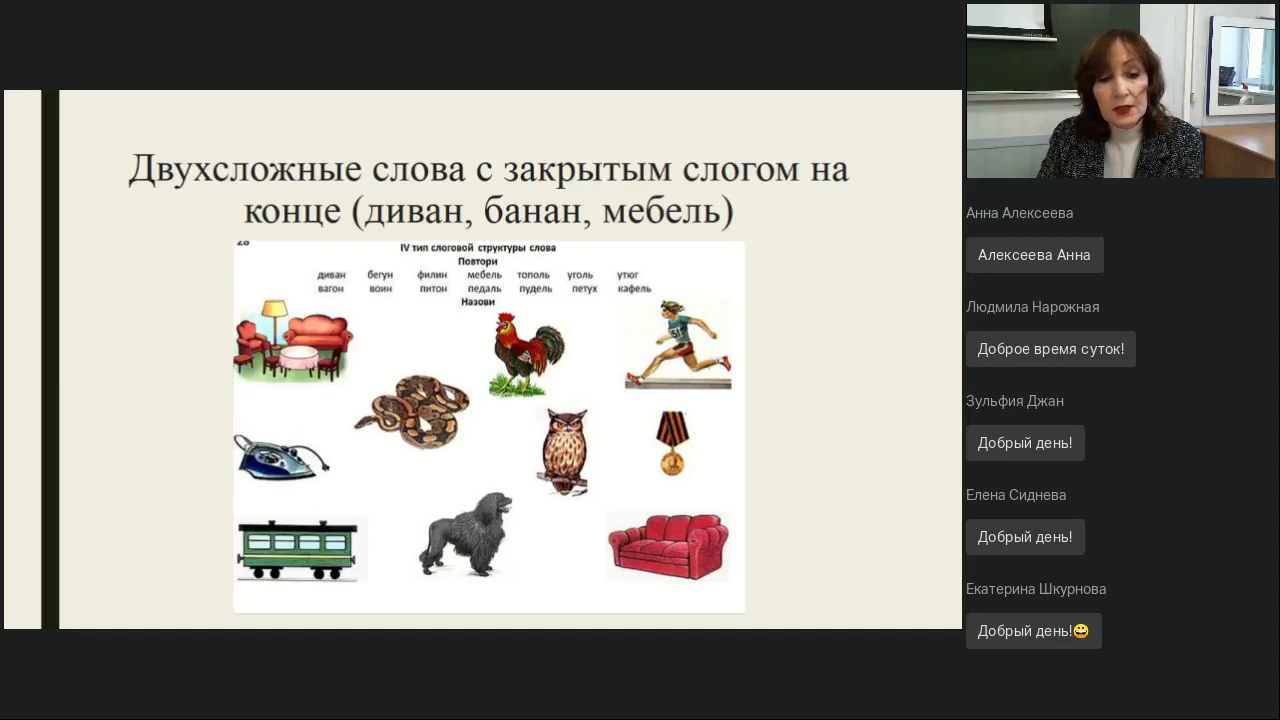 Двухсложные слова с закрытым слогом на
конце (диван, банан, мебель)
28
IV тип слоговой структуры слова
Повтори
диван бегун филин мебель тополь уголь утюг
вагон воин питон педаль пудель петух кафель
Назови
51
Анна Алексеева
Алексеева Анна
Людмила Нарожная
Доброе время суток!
Зульфия Джан
Добрый день!
Елена Сиднева
Добрый день!
Екатерина Шкурнова
Добрый день!😀